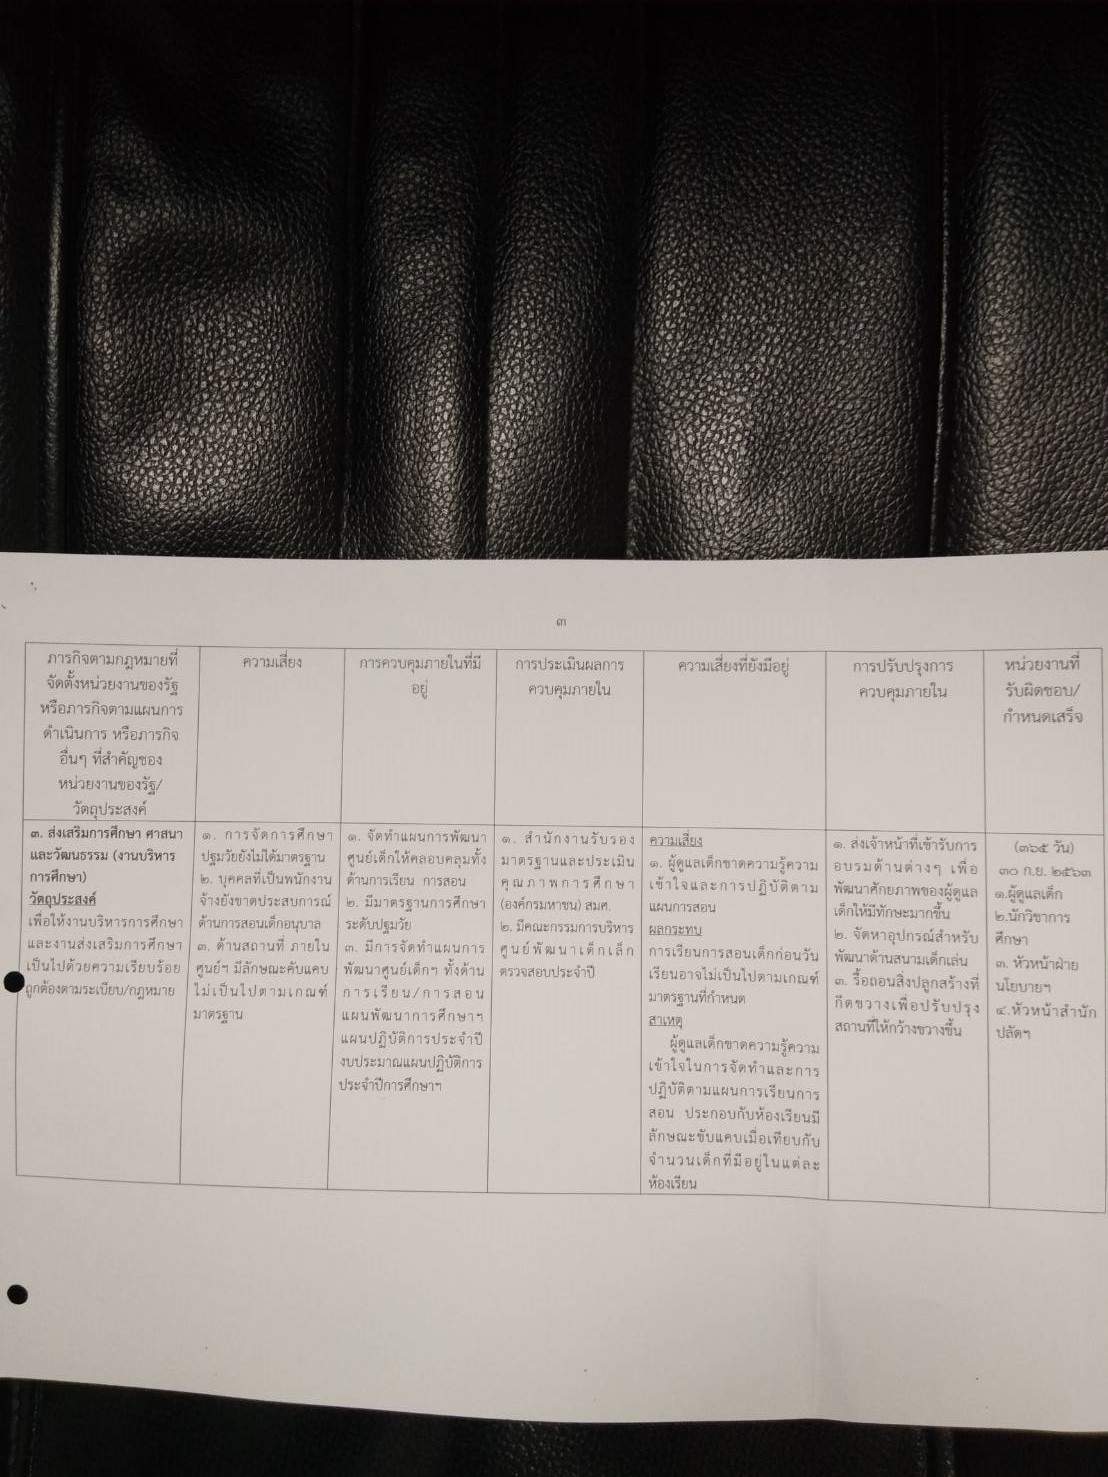 ๓
ภารกิจตามกฎหมายที่
จัดตั้งหน่วยงานของรัฐ
หรือภารกิจตามแผนการ
ดำเนินการ หรือภารกิจ
อื่นๆ ที่สำคัญของ
หน่วยงานของรัฐ/
วัตถุประสงค์
ความเสี่ยง
การควบคุมภายในที่มี
อยู่
การประเมินผลการ
ควบคุมภายใน
ความเสี่ยงที่ยังมีอยู่
การปรับปรุงการ
ควบคุมภายใน
หน่วยงานที่
รับผิดชอบ/
กำหนดเสร็จ
๓. ส่งเสริมการศึกษา ศาสนา
และวัฒนธรรม (งานบริหาร
การศึกษา)
วัตถุประสงค์
เพื่อให้งานบริหารการศึกษา
และงานส่งเสริมการศึกษา
เป็นไปด้วยความเรียบร้อย
ถูกต้องตามระเบียบ/กฎหมาย
๑. การจัดการศึกษา
ปฐมวัยยังไม่ได้มาตรฐาน
๒. บุคคลที่เป็นพนักงาน
จ้างยังขาดประสบการณ์
ด้านการสอนเด็กอนุบาล
๓. ด้านสถานที่ ภายใน
ศูนย์ฯ มีลักษณะคับแคบ
ไม่เป็นไปตามเกณฑ์
มาตรฐาน
๑. จัดทำแผนการพัฒนา
ศูนย์เด็กให้คลอบคลุมทั้ง
ด้านการเรียน การสอน
๒. มีมาตรฐานการศึกษา
ระดับปฐมวัย
๓. มีการจัดทำแผนการ
พัฒนาศูนย์เด็กฯ ทั้งด้าน
การเรียน/การสอน
แผนพัฒนาการศึกษาฯ
แผนปฏิบัติการประจำปี
งบประมาณแผนปฏิบัติการ
ประจำปีการศึกษาฯ
๑. สำนักงานรับรอง
มาตรฐานและประเมิน
คุณภาพการศึกษา
(องค์กรมหาชน) สมศ.
๒. มีคณะกรรมการบริหาร
ศูนย์พัฒนาเด็กเล็ก
ตรวจสอบประจำปี
ความเสี่ยง
๑. ผู้ดูแลเด็กขาดความรู้ความ
เข้าใจและการปฏิบัติตาม
แผนการสอน
ผลกระทบ
การเรียนการสอนเด็กก่อนวัน
เรียนอาจไม่เป็นไปตามเกณฑ์
มาตรฐานที่กำหนด
สาเหตุ
ผู้ดูแลเด็กขาดความรู้ความ
เข้าใจในการจัดทำและการ
ปฏิบัติตามแผนการเรียนการ
สอน ประกอบกับห้องเรียนมี
ลักษณะขับแคบเมื่อเทียบกับ
จำนวนเด็กที่มีอยู่ในแต่ละ
ห้องเรียน
๑. ส่งเจ้าหน้าที่เข้ารับการ
อบรมด้านต่างๆ เพื่อ
พัฒนาศักยภาพของผู้ดูแล
เด็กให้มีทักษะมากขึ้น
๒. จัดหาอุปกรณ์สำหรับ
พัฒนาด้านสนามเด็กเล่น
๓. รื้อถอนสิ่งปลูกสร้างที่
กีดขวางเพื่อปรับปรุง
สถานที่ให้กว้างขวางขึ้น
(๓๖๕ วัน)
๓๐ ก.ย. ๒๕๖๓
๑.ผู้ดูแลเด็ก
๒.นักวิชาการ
ศึกษา
๓. หัวหน้าฝ่าย
นโยบายฯ
๔.หัวหน้าสำนัก
ปลัดฯ